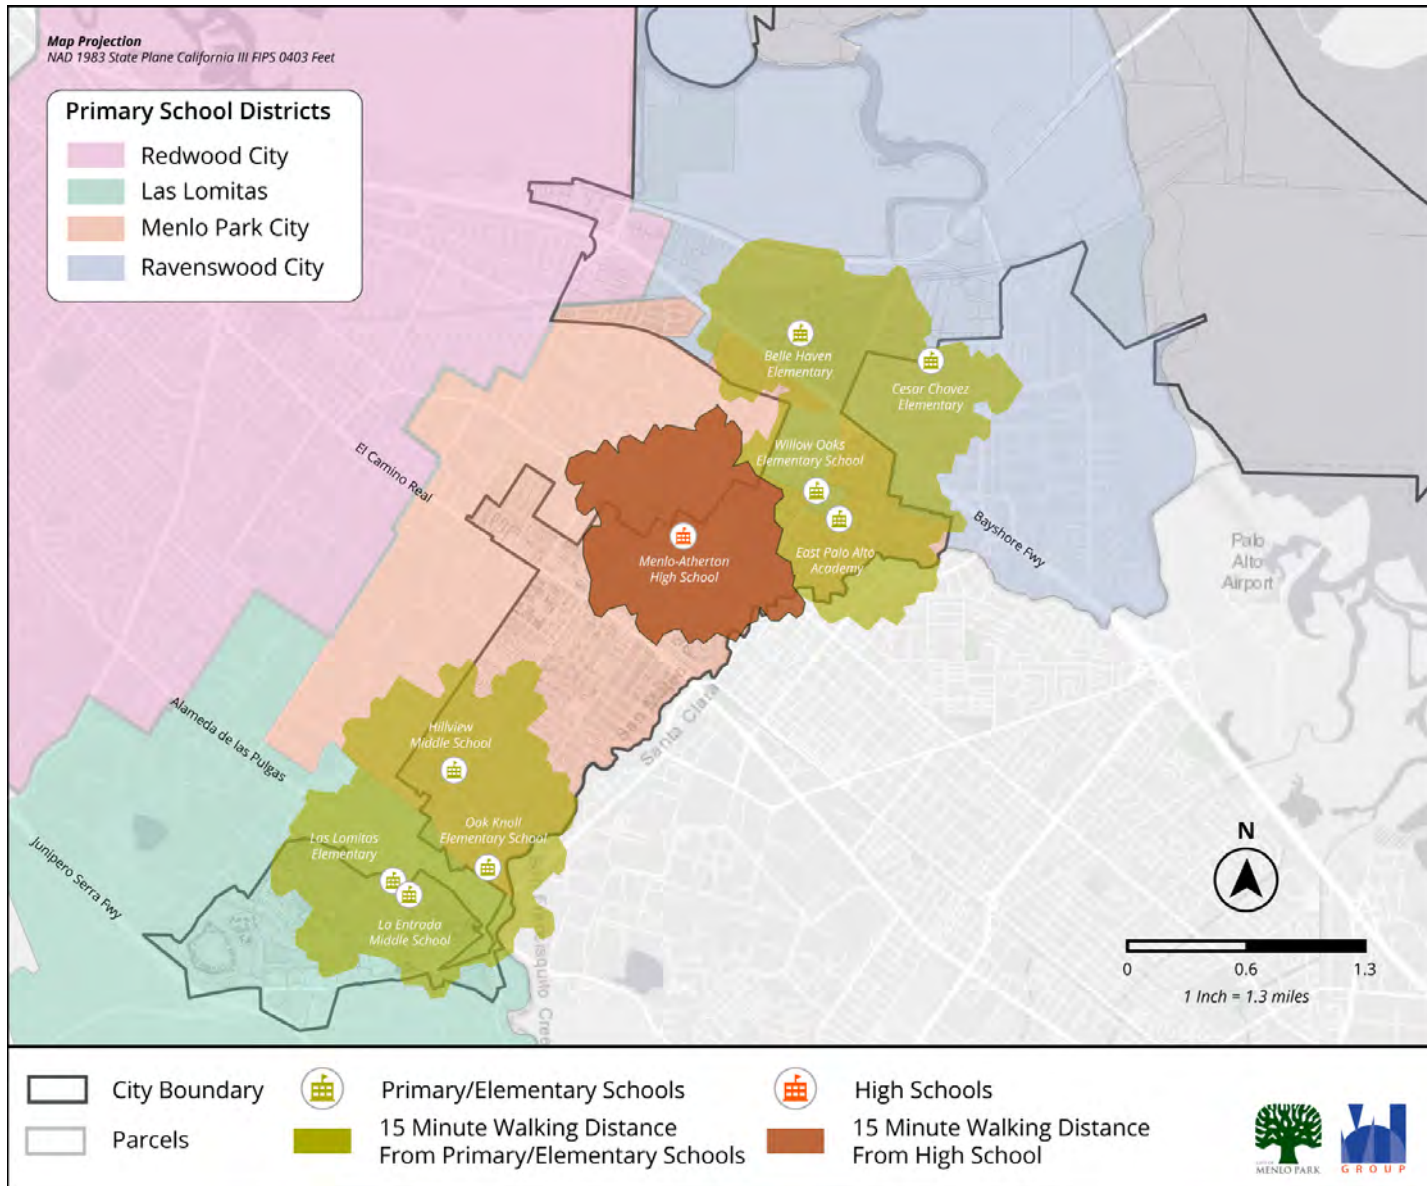 Map Projection
NAD 1983 State Plane California III FIPS 0403 Feet
Primary School Districts
Redwood City
Las Lomitas
Menlo Park City
Ravenswood City
Belle Haven
Elementary
Cesar Chavez
Elementary
Willow Oaks
Elementary School
East Palo Alto
Academy
Menlo-Atherton
High School
El Camino Real
Bayshore Fwy
Palo
Alto
Airport
Santa Clara
Hillview
Middle School
Alameda de las Pulgas
Oak Knoll
Elementary School
Las Lomitas
Elementary
La Entrada
Middle School
Junipero Serra Fwy
N
0 0.6 1.3
1 Inch = 1.3 miles
City Boundary
Parcels
Primary/Elementary Schools
15 Minute Walking Distance
From Primary/Elementary Schools
High Schools
15 Minute Walking Distance
From High School
CITY OF
MENLO PARK
GROUP